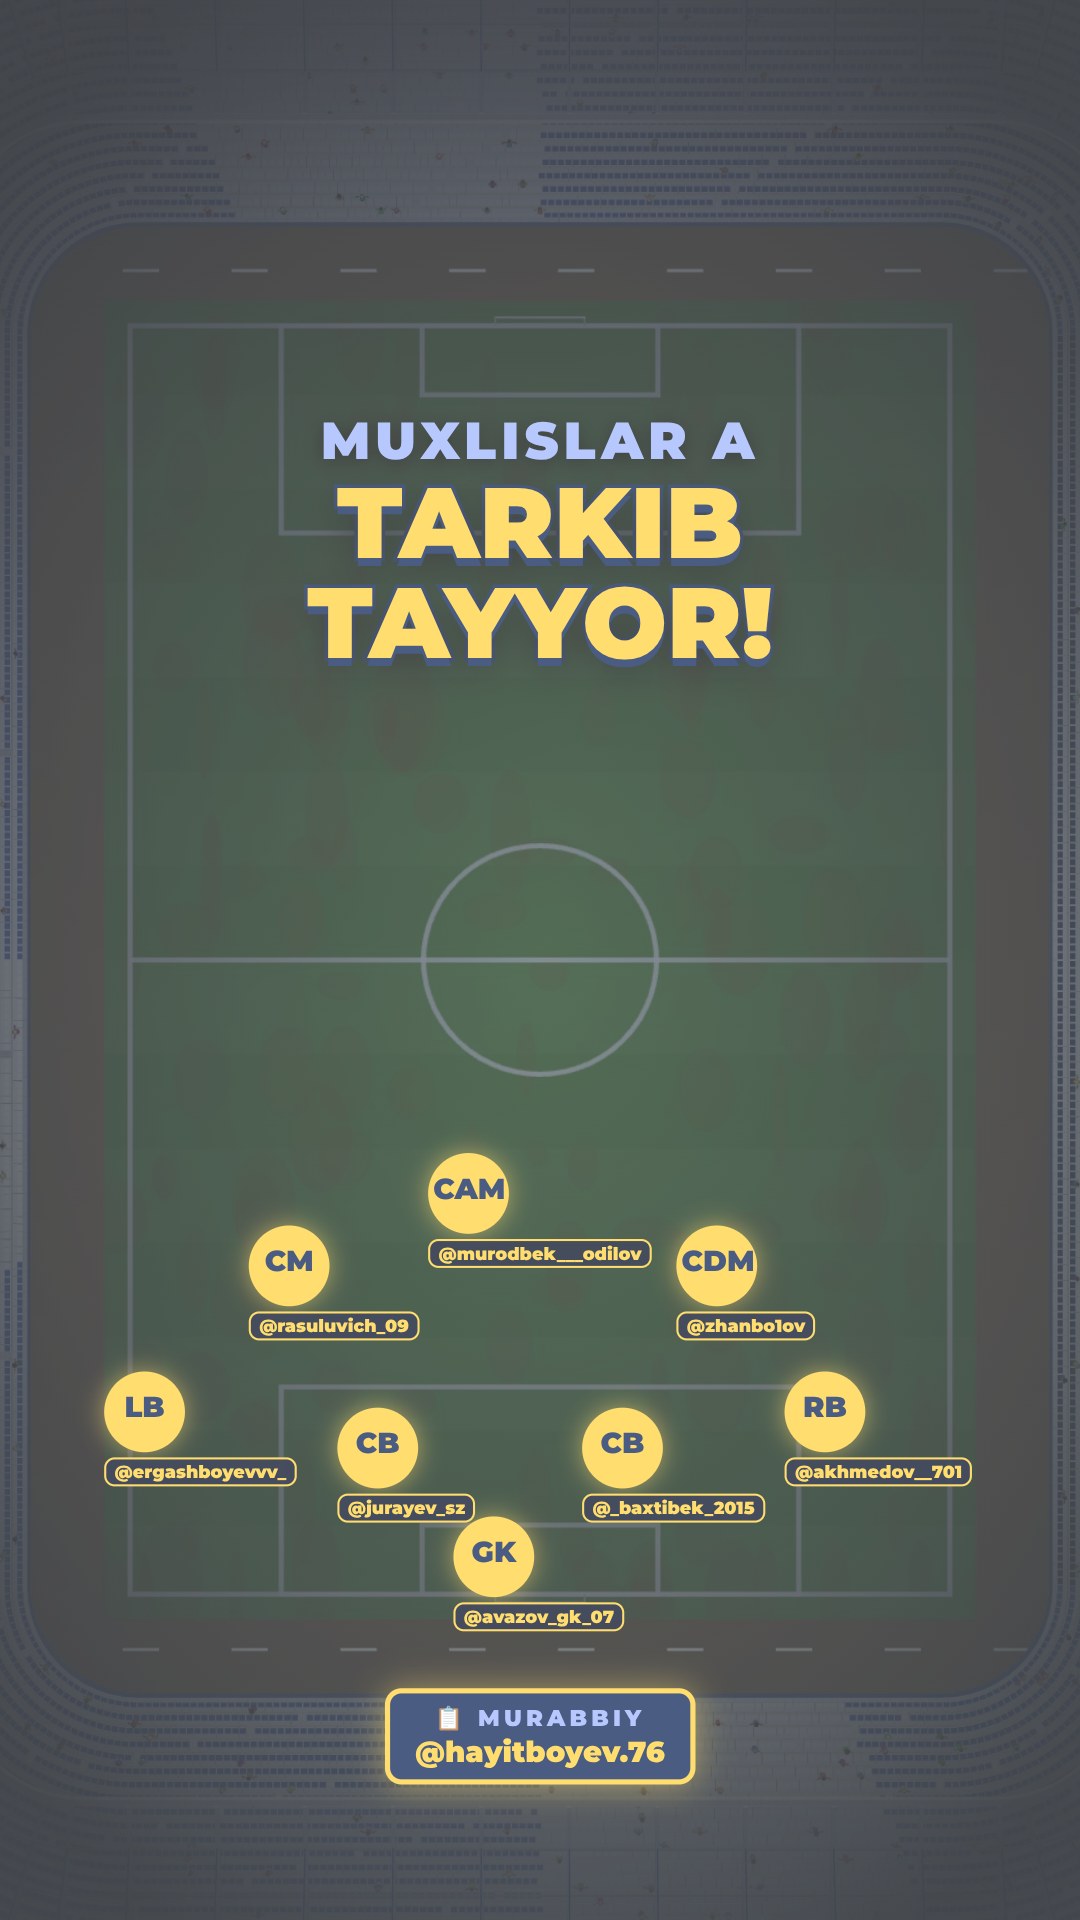 MUXLISLAR A
TARKIB
TAYYOR!
CAM
@murodbek___odilov
CM
@rasuluvich_09
CDM
@zhanbo1ov
LB
@ergashboyevvv_
CB
@jurayev_sz
CB
@_baxtibek_2015
RB
@akhmedov__701
GK
@avazov_gk_07
📋 MURABBIY
@hayitboyev.76